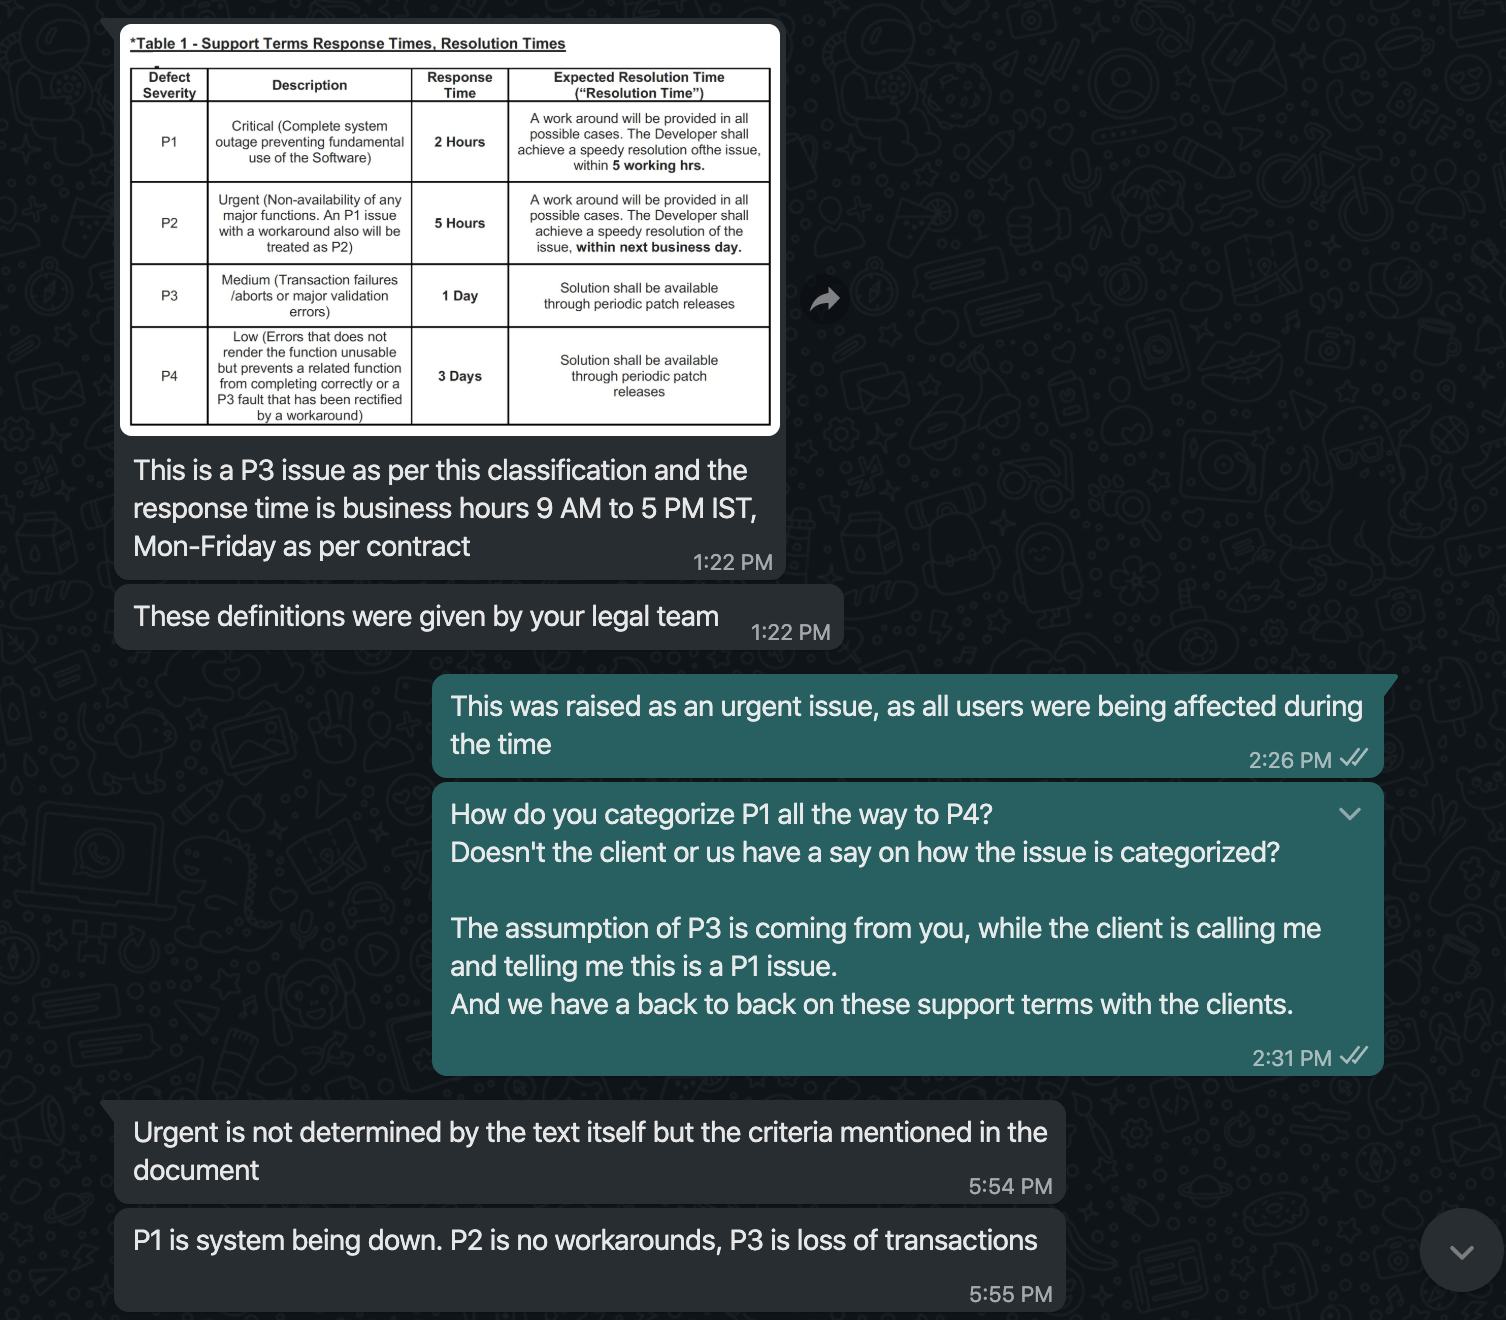 *Table 1 - Support Terms Response Times, Resolution Times
Defect Severity
Description
Response Time
Expected Resolution Time ("Resolution Time")
P1
Critical (Complete system
outage preventing fundamental
use of the Software)
2 Hours
A work around will be provided in all
possible cases. The Developer shall
achieve a speedy resolution ofthe issue,
within 5 working hrs.
P2
Urgent (Non-availability of any
major functions. An P1 issue
with a workaround also will be
treated as P2)
5 Hours
A work around will be provided in all
possible cases. The Developer shall
achieve a speedy resolution of the
issue, within next business day.
P3
Medium (Transaction failures
/aborts or major validation
errors)
1 Day
Solution shall be available
through periodic patch releases
P4
Low (Errors that does not
render the function unusable
but prevents a related function
from completing correctly or a
P3 fault that has been rectified
by a workaround)
3 Days
Solution shall be available
through periodic patch
releases
This is a P3 issue as per this classification and the
response time is business hours 9 AM to 5 PM IST,
Mon-Friday as per contract
1:22 PM
These definitions were given by your legal team
1:22 PM
This was raised as an urgent issue, as all users were being affected during
the time
2:26 PM
How do you categorize P1 all the way to P4?
Doesn't the client or us have a say on how the issue is categorized?
The assumption of P3 is coming from you, while the client is calling me
and telling me this is a P1 issue.
And we have a back to back on these support terms with the clients.
2:31 PM
Urgent is not determined by the text itself but the criteria mentioned in the
document
5:54 PM
P1 is system being down. P2 is no workarounds, P3 is loss of transactions
5:55 PM